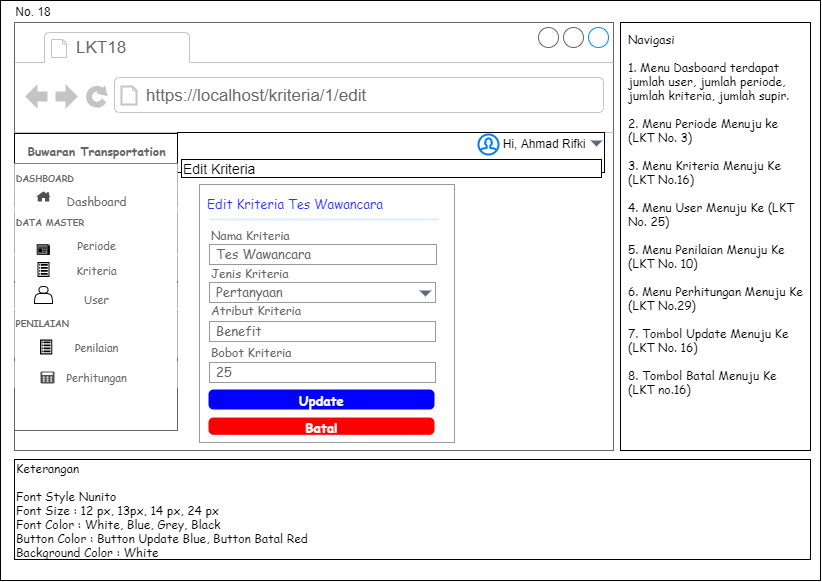 No. 18
LKT18
https://localhost/kriteria/1/edit
Buwaran Transportation
Hi, Ahmad Rifki
Edit Kriteria
DASHBOARD
Dashboard
DATA MASTER
Periode
Kriteria
User
PENILAIAN
Penilaian
Perhitungan
Edit Kriteria Tes Wawancara
Nama Kriteria
Tes Wawancara
Jenis Kriteria
Pertanyaan
Atribut Kriteria
Benefit
Bobot Kriteria
25
Update
Batal
Navigasi
1. Menu Dasboard terdapat
jumlah user, jumlah periode,
jumlah kriteria, jumlah supir.
2. Menu Periode Menuju ke
(LKT No. 3)
3. Menu Kriteria Menuju Ke
(LKT No.16)
4. Menu User Menuju Ke (LKT
No. 25)
5. Menu Penilaian Menuju Ke
(LKT No. 10)
6. Menu Perhitungan Menuju Ke
(LKT No.29)
7. Tombol Update Menuju Ke
(LKT No. 16)
8. Tombol Batal Menuju Ke
(LKT no.16)
Keterangan
Font Style Nunito
Font Size : 12 px, 13px, 14 px, 24 px
Font Color : White, Blue, Grey, Black
Button Color : Button Update Blue, Button Batal Red
Background Color : White